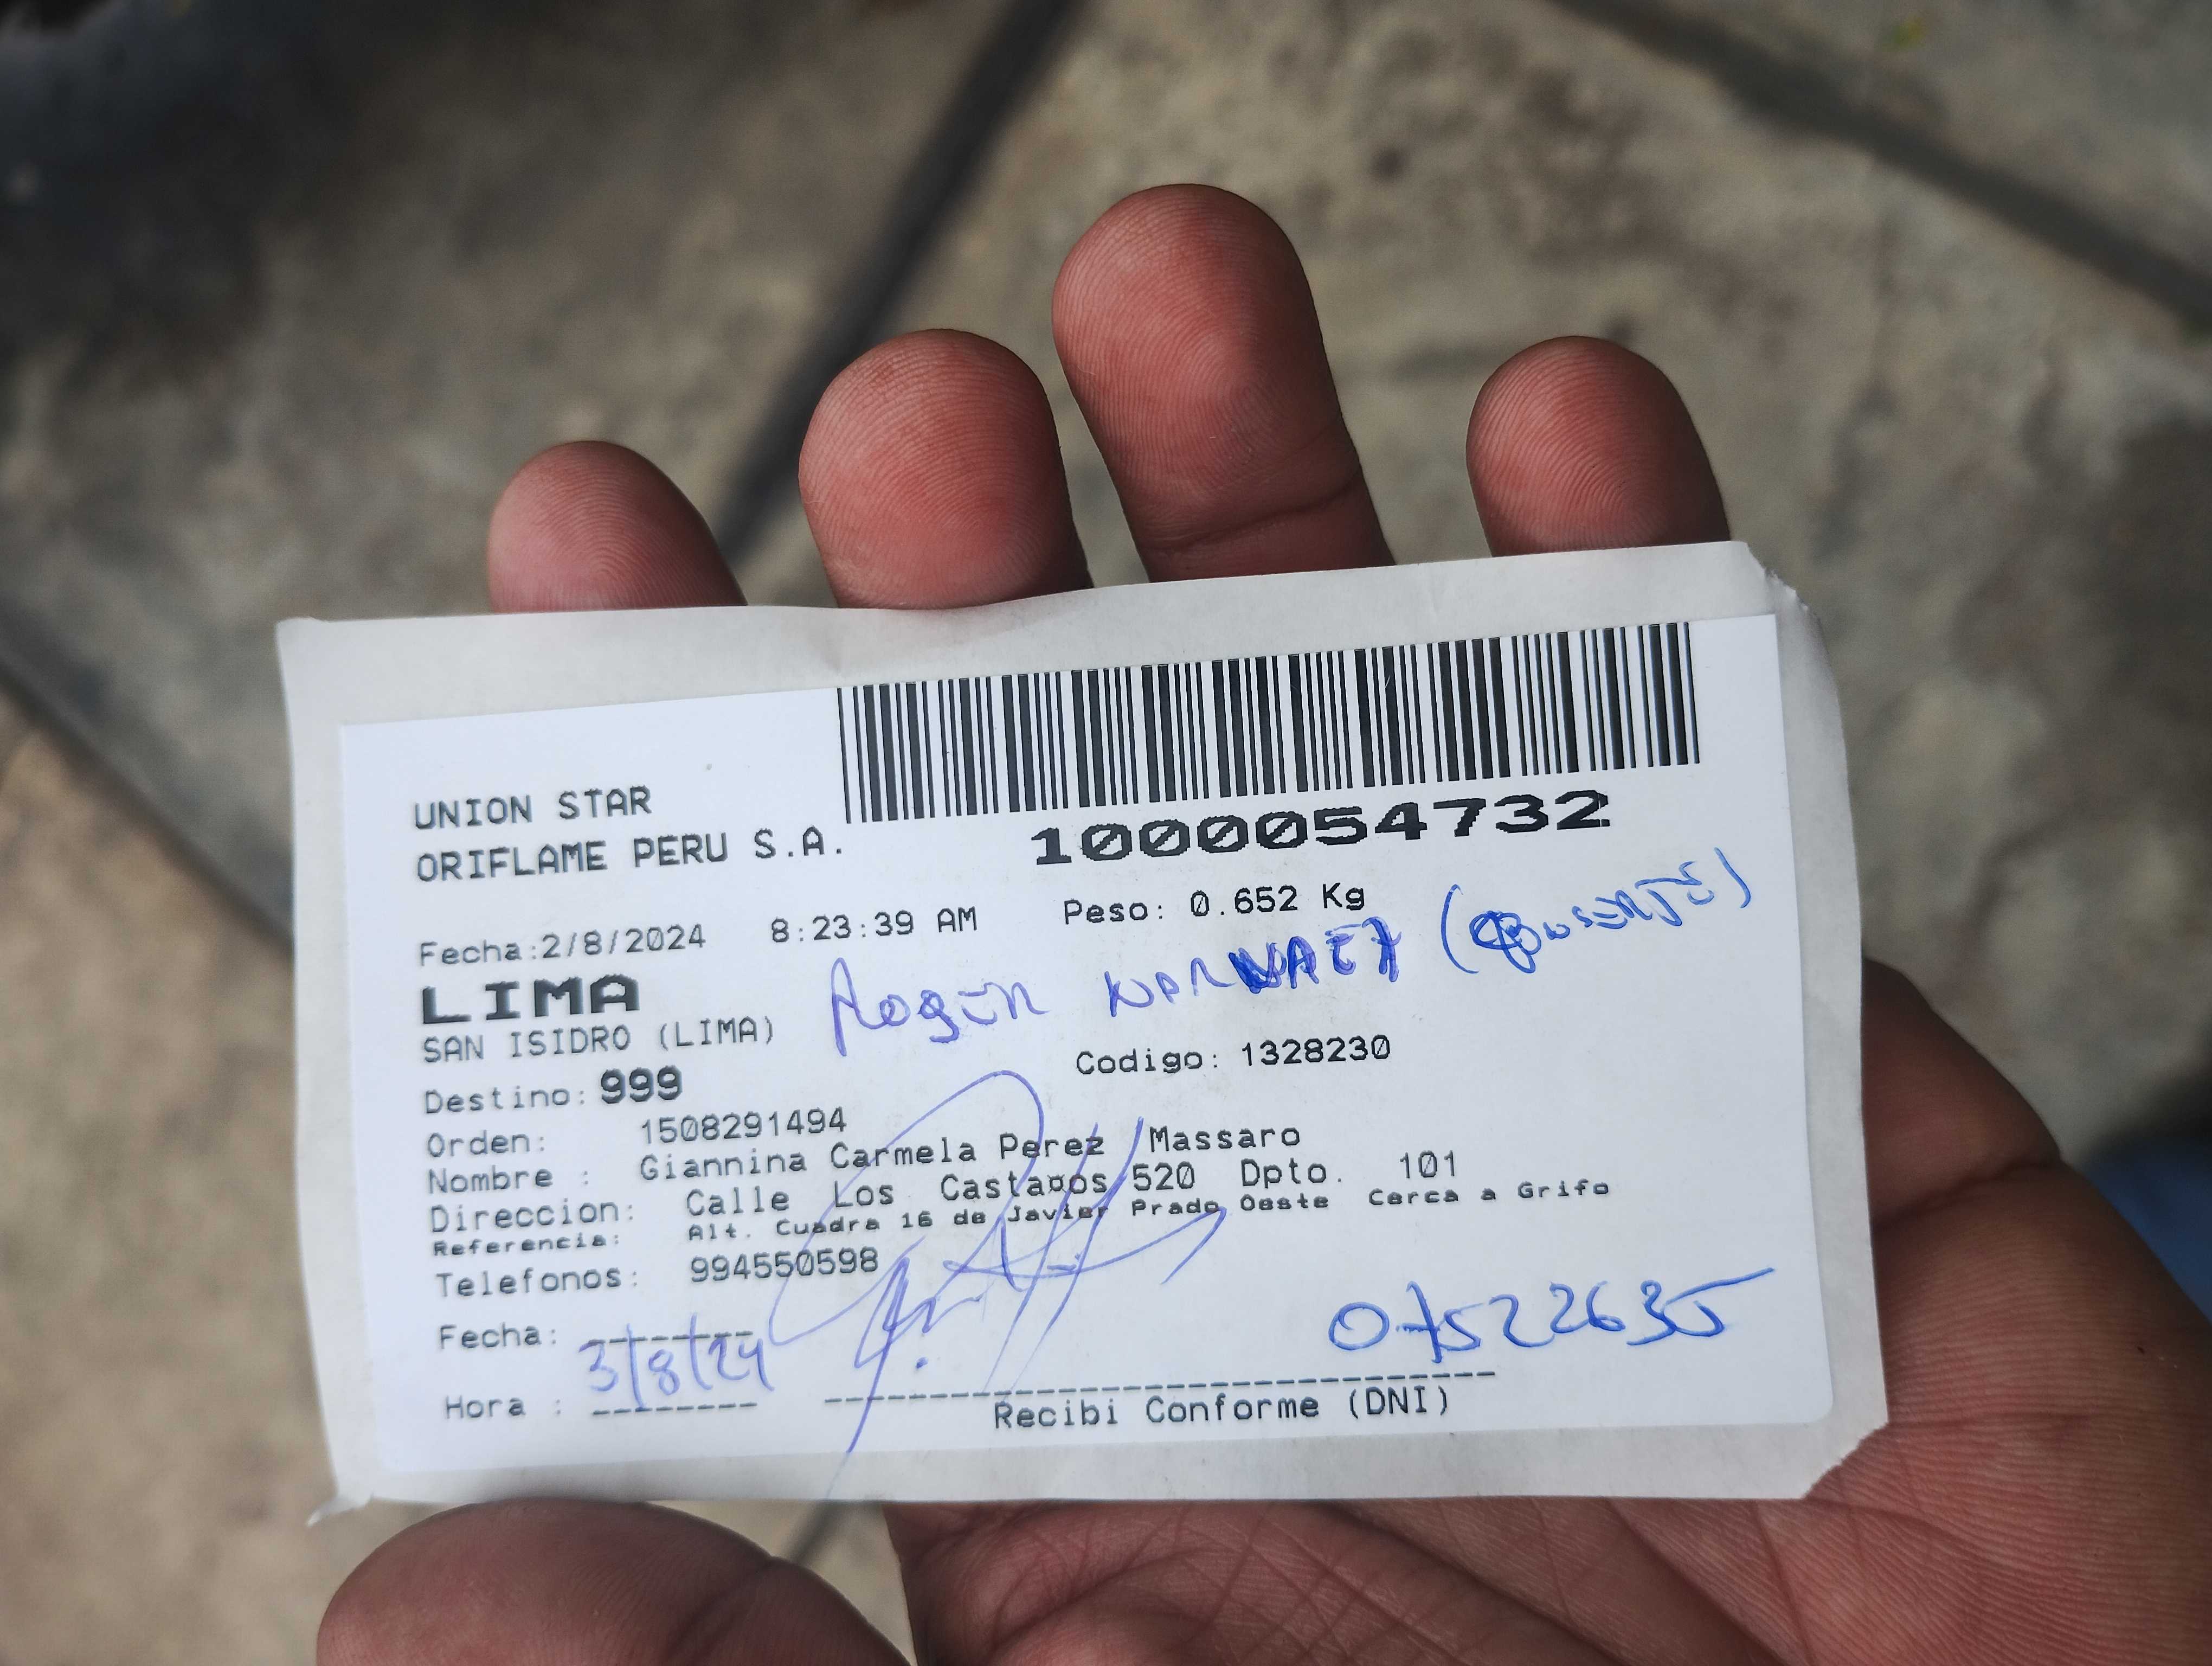 UNION STAR
ORIFLAME PERU S.A.
1000054732
Fecha:2/8/2024 8:23:39 AM Peso: 0.652 Kg
LIMA
SAN ISIDRO (LIMA)
Roger
Destino: 999 Codigo: 1328230
Orden: 1508291494
Nombre : Giannina Carmela Perez Massaro
Direccion: Calle Los Casta¤os 520 Dpto. 101
Referencia: Alt. Cuadra 16 de Javier Prado Oeste Cerca a Grifo
Telefonos: 994550598
Fecha: 3/8/24
07522635
Hora :
Recibi Conforme (DNI)